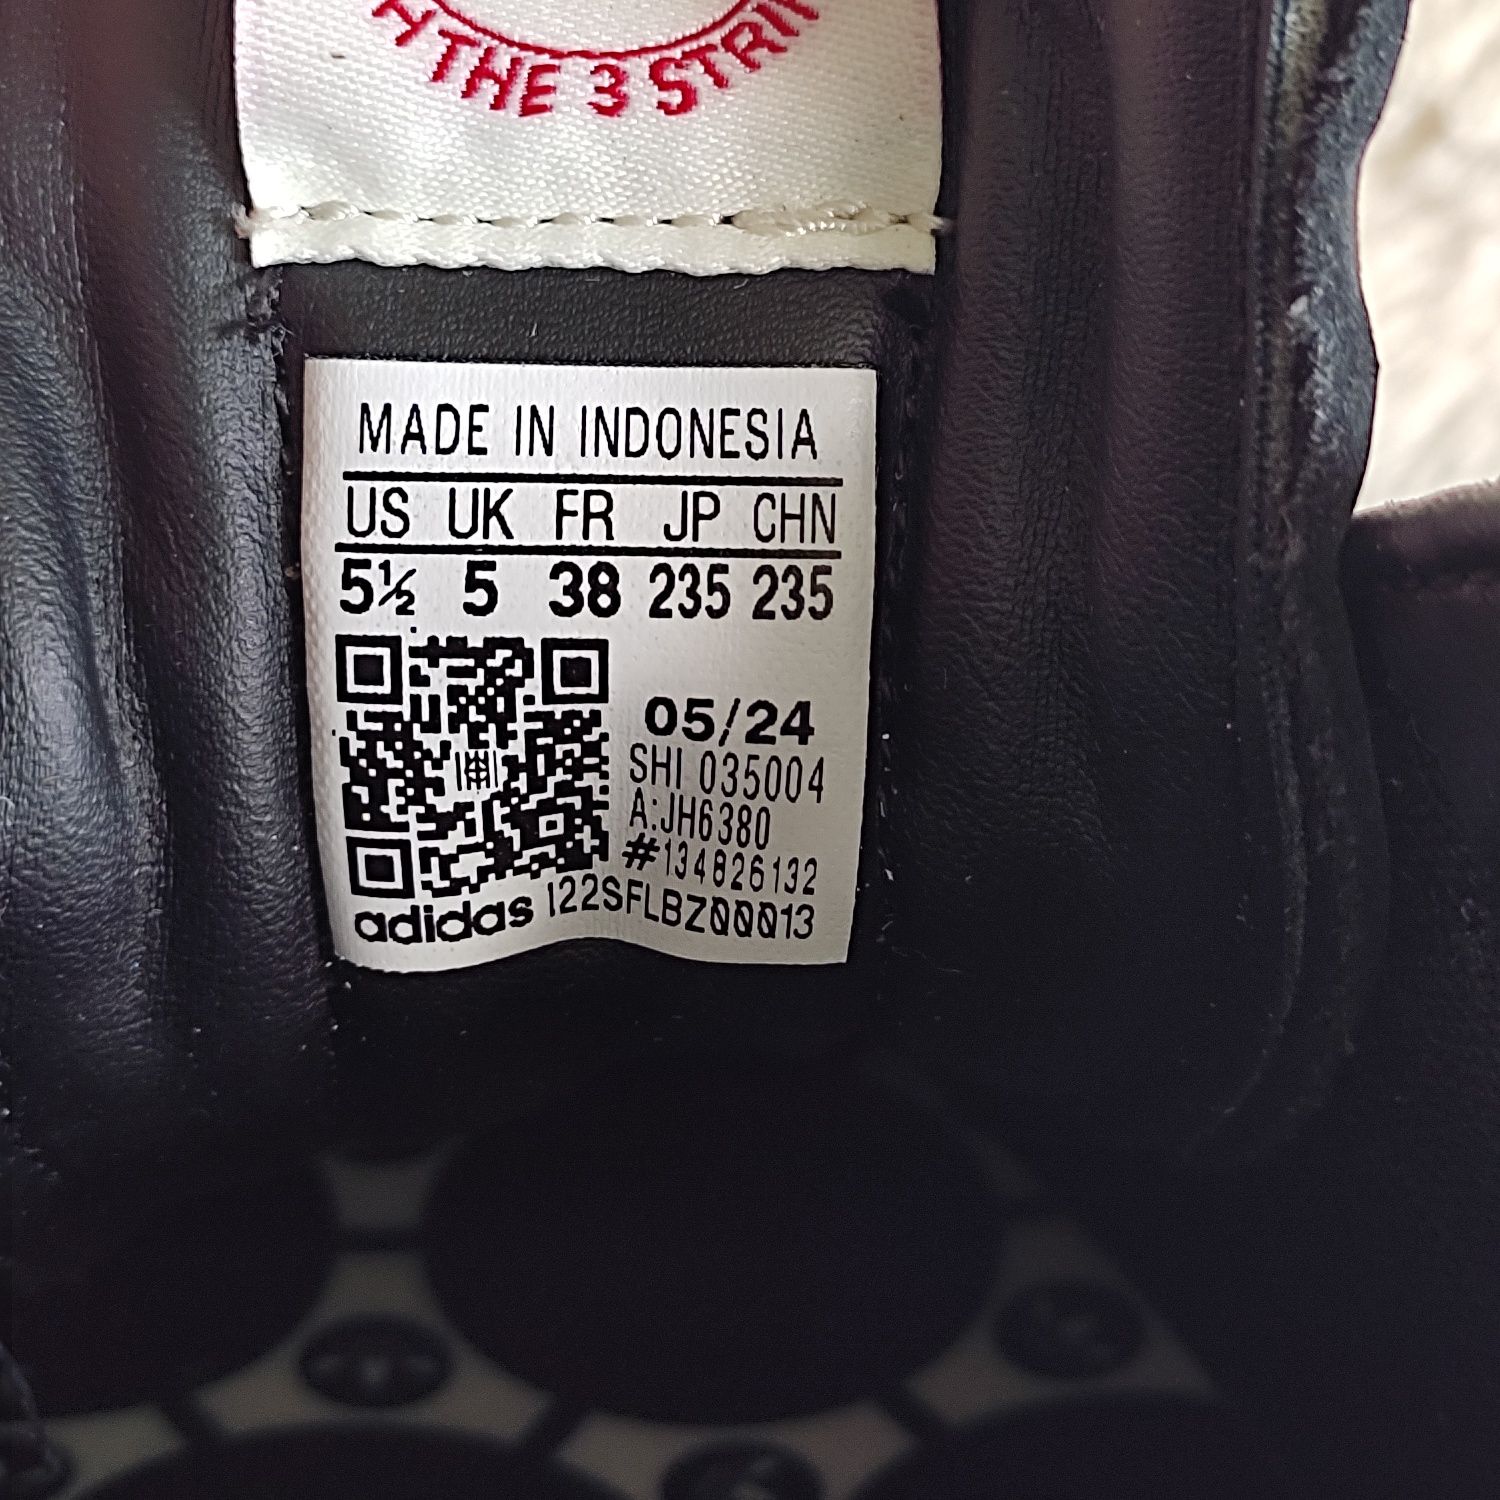 H THE 3 STRI
MADE IN INDONESIA
US UK FR JP CHN
5½ 5 38 235 235
05/24
SHI 035004
A:JH6380
#134826132
adidas I22SFLBZ00013